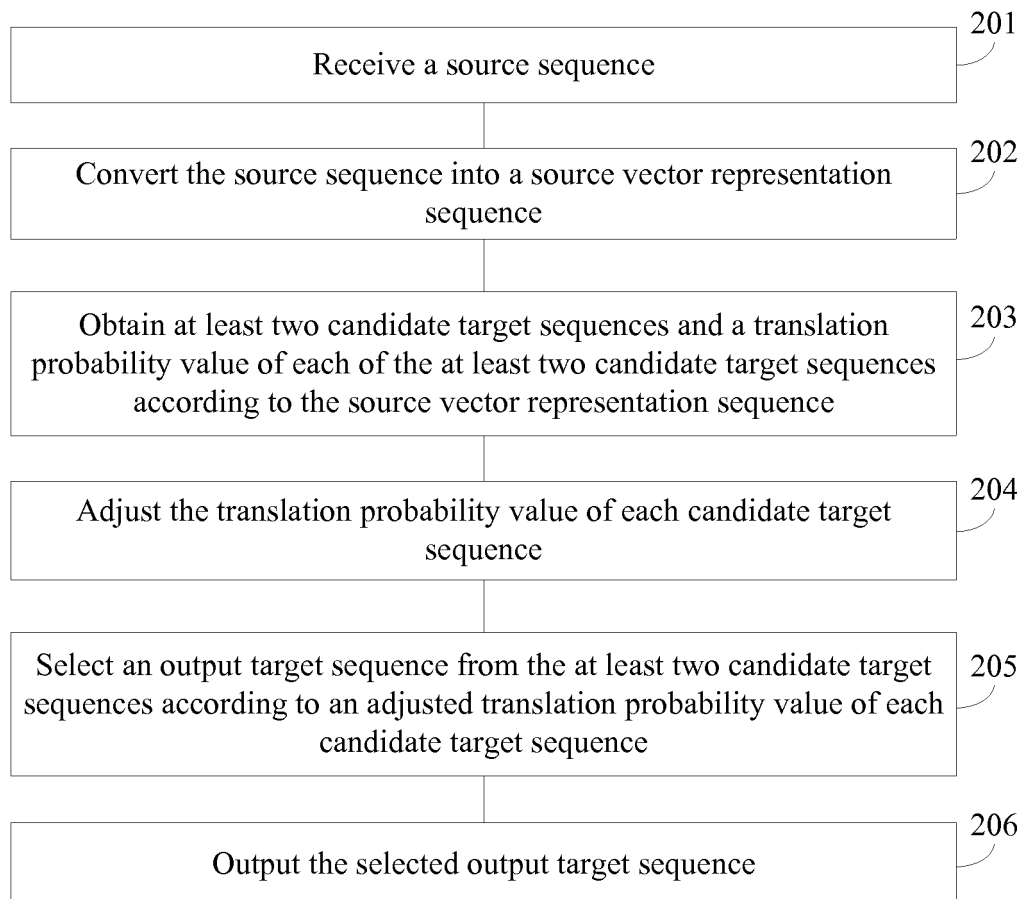 201
Receive a source sequence
202
Convert the source sequence into a source vector representation
sequence
203
Obtain at least two candidate target sequences and a translation
probability value of each of the at least two candidate target sequences
according to the source vector representation sequence
204
Adjust the translation probability value of each candidate target
sequence
205
Select an output target sequence from the at least two candidate target
sequences according to an adjusted translation probability value of each
candidate target sequence
206
Output the selected output target sequence